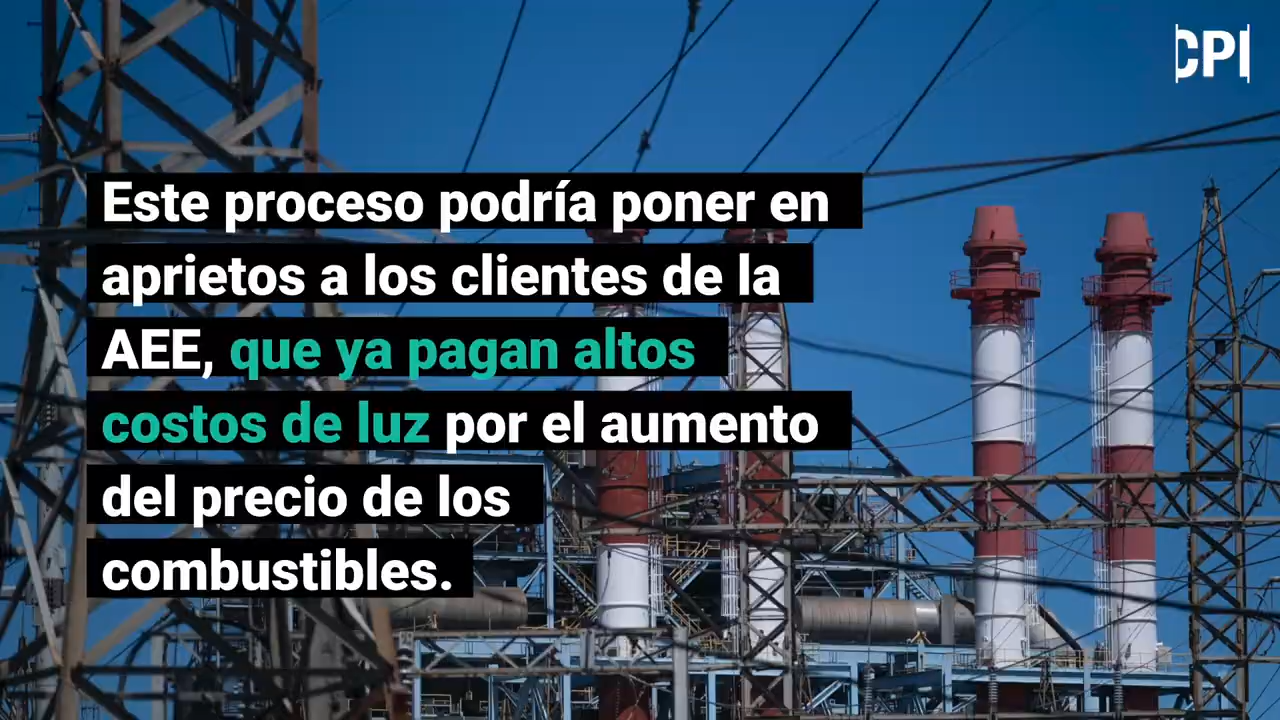 CPI
Este proceso podría poner en
aprietos a los clientes de la
AEE, que ya pagan altos
costos de luz por el aumento
del precio de los
combustibles.